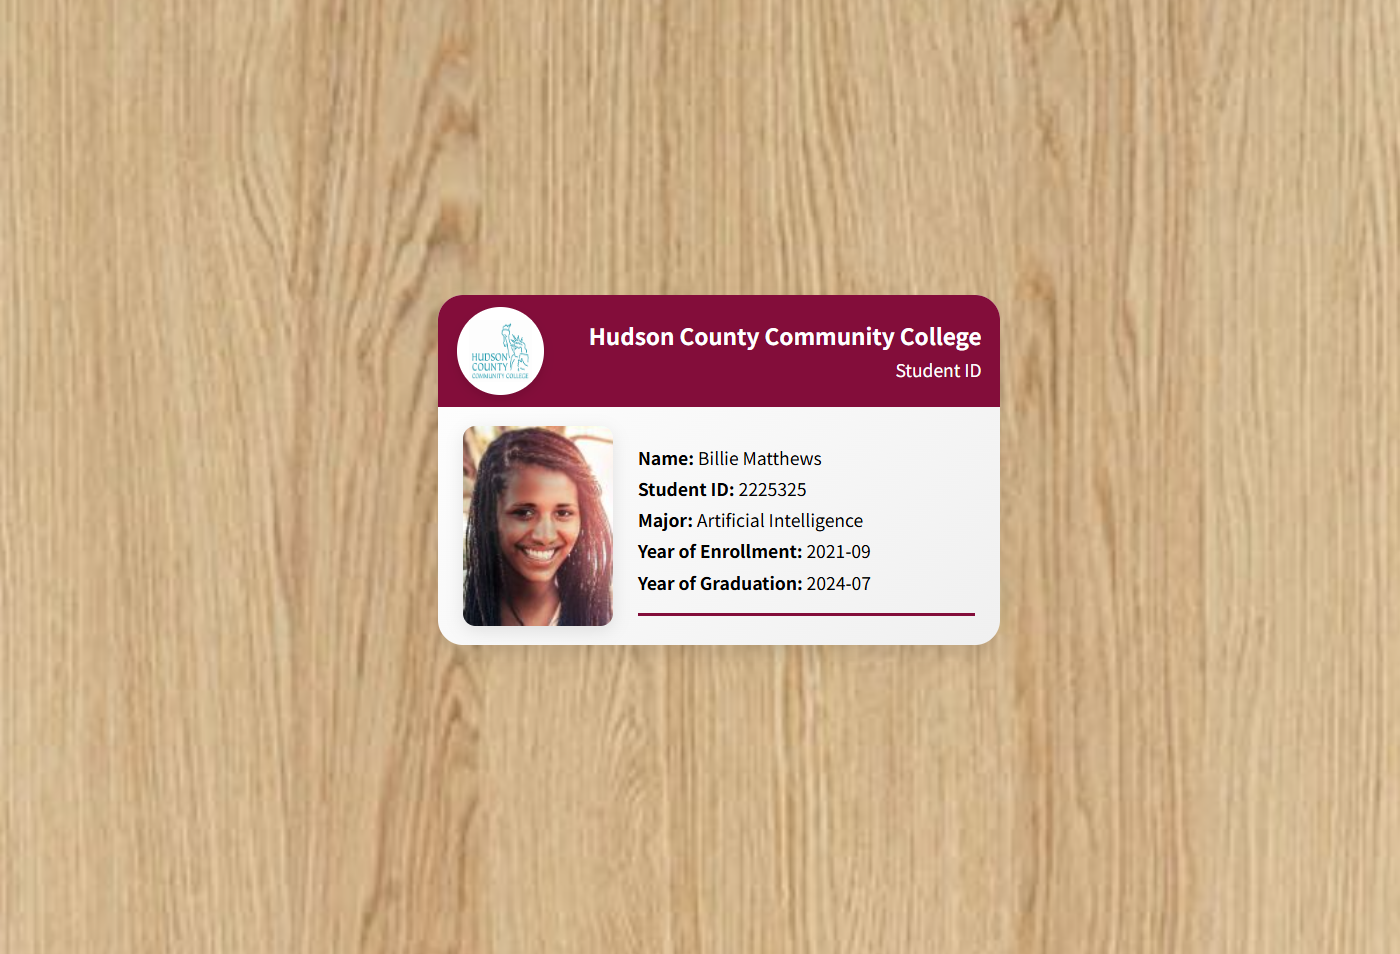 HUDSON
COUNTY
COMMUNITY COLLEGE
Hudson County Community College
Student ID
Name: Billie Matthews
Student ID: 2225325
Major: Artificial Intelligence
Year of Enrollment: 2021-09
Year of Graduation: 2024-07